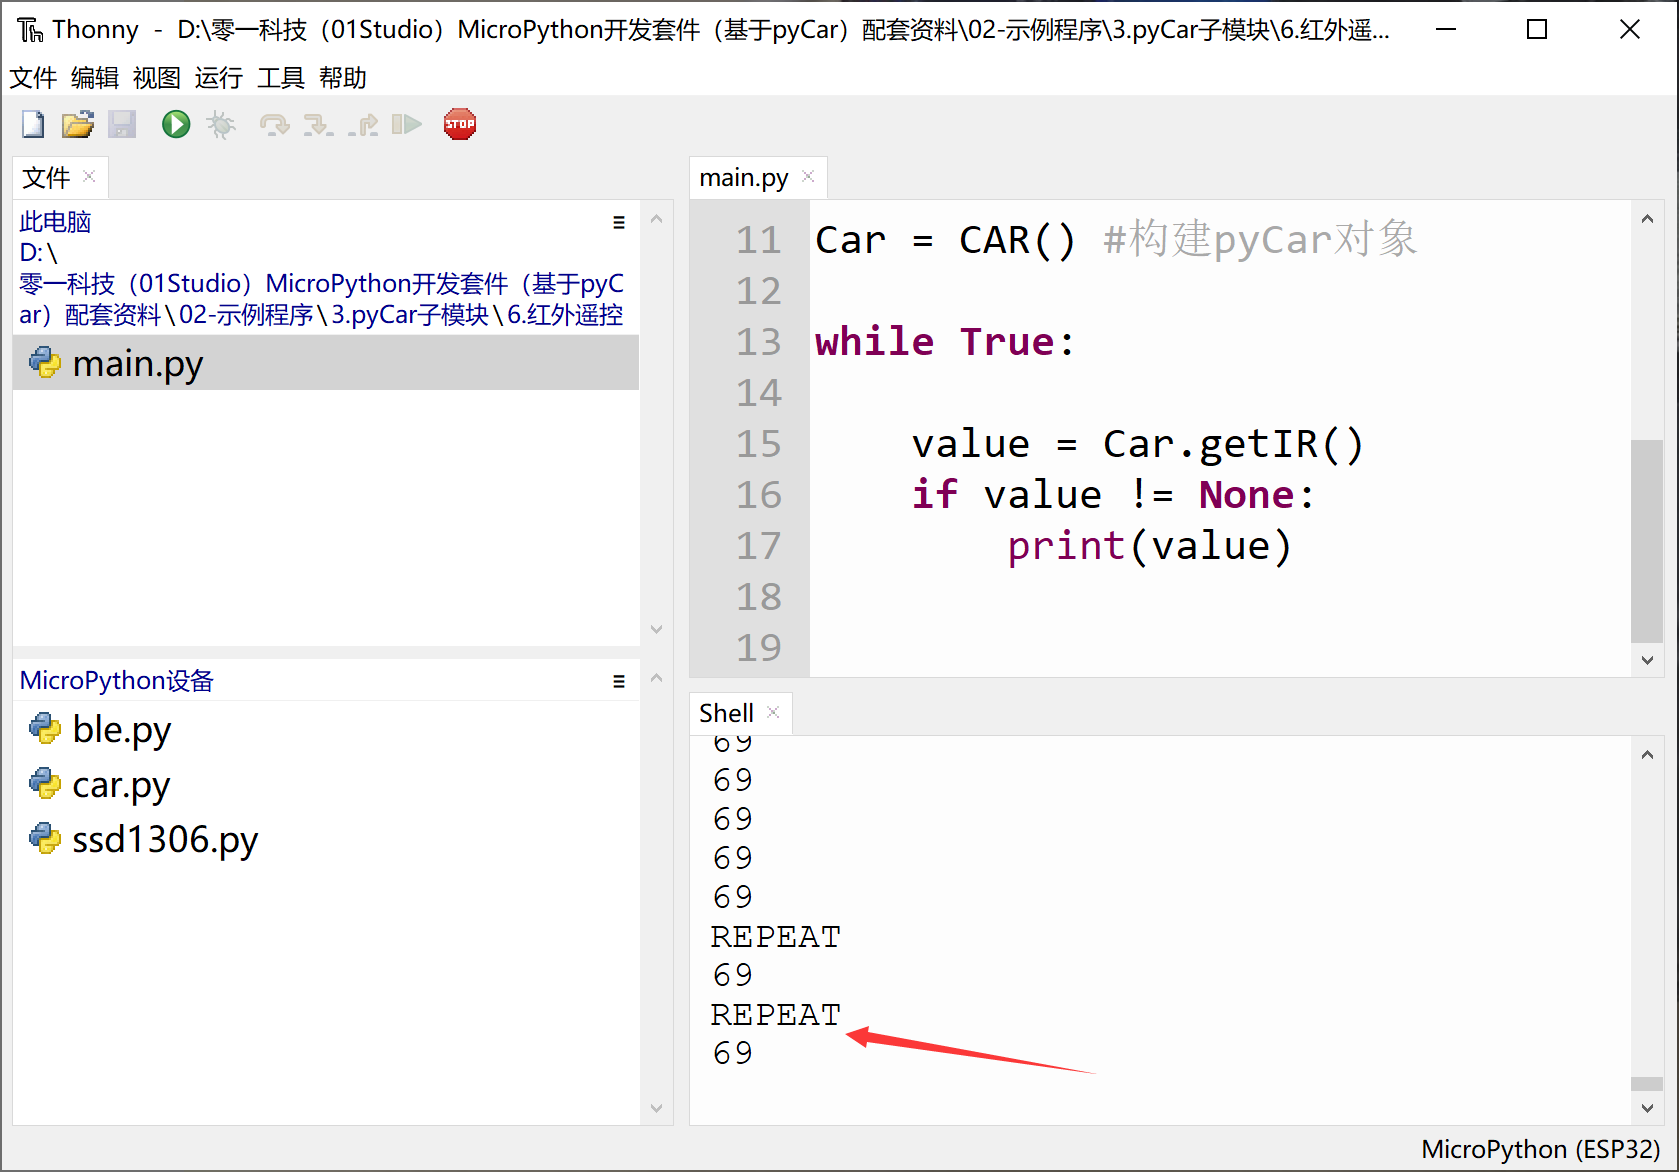 Thonny - D:\零一科技（01Studio）MicroPython开发套件（基于pyCar）配套资料\02-示例程序\3.pyCar子模块\6.红外遥...
文件 编辑 视图 运行 工具 帮助
STOP
文件
此电脑
D:\
零一科技（01Studio）MicroPython开发套件（基于pyC
ar）配套资料\02-示例程序\3.pyCar子模块\6.红外遥控
main.py
MicroPython设备
ble.py
car.py
ssd1306.py
main.py
11 Car = CAR() #构建pyCar对象
12
13 while True:
14
15     value = Car.getIR()
16     if value != None:
17         print(value)
18
19
Shell
69
69
69
69
69
REPEAT
69
REPEAT
69
MicroPython (ESP32)